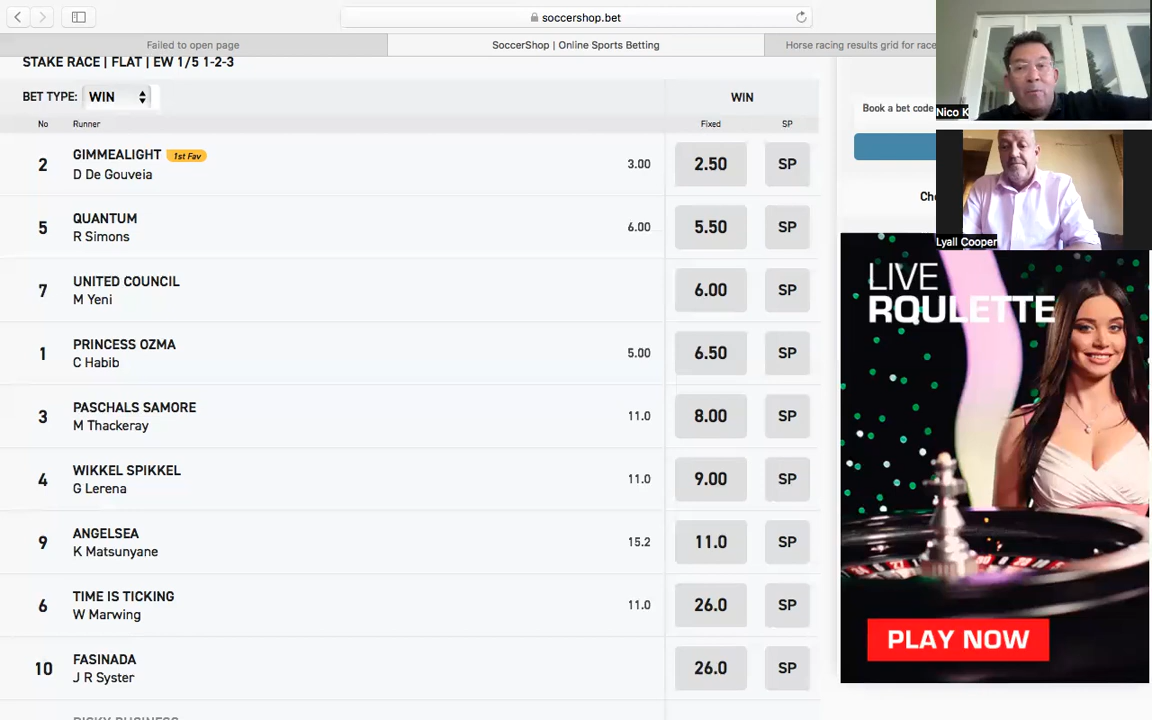 soccershop.bet
Failed to open page
SoccerShop | Online Sports Betting
Horse racing results grid for race
STAKE RACE | FLAT | EW 1/5 1-2-3
BET TYPE: WIN
WIN
No Runner Fixed SP
2 GIMMEALIGHT 1st Fav 3.00 2.50 SP
D De Gouveia
5 QUANTUM 6.00 5.50 SP
R Simons
7 UNITED COUNCIL 6.00 SP
M Yeni
1 PRINCESS OZMA 5.00 6.50 SP
C Habib
3 PASCHALS SAMORE 11.0 8.00 SP
M Thackeray
4 WIKKEL SPIKKEL 11.0 9.00 SP
G Lerena
9 ANGELSEA 15.2 11.0 SP
K Matsunyane
6 TIME IS TICKING 11.0 26.0 SP
W Marwing
10 FASINADA 26.0 SP
J R Syster
RISKY BUSINESS
Book a bet code
Che
Nico K
Lyall Cooper
LIVE
ROULETTE
PLAY NOW